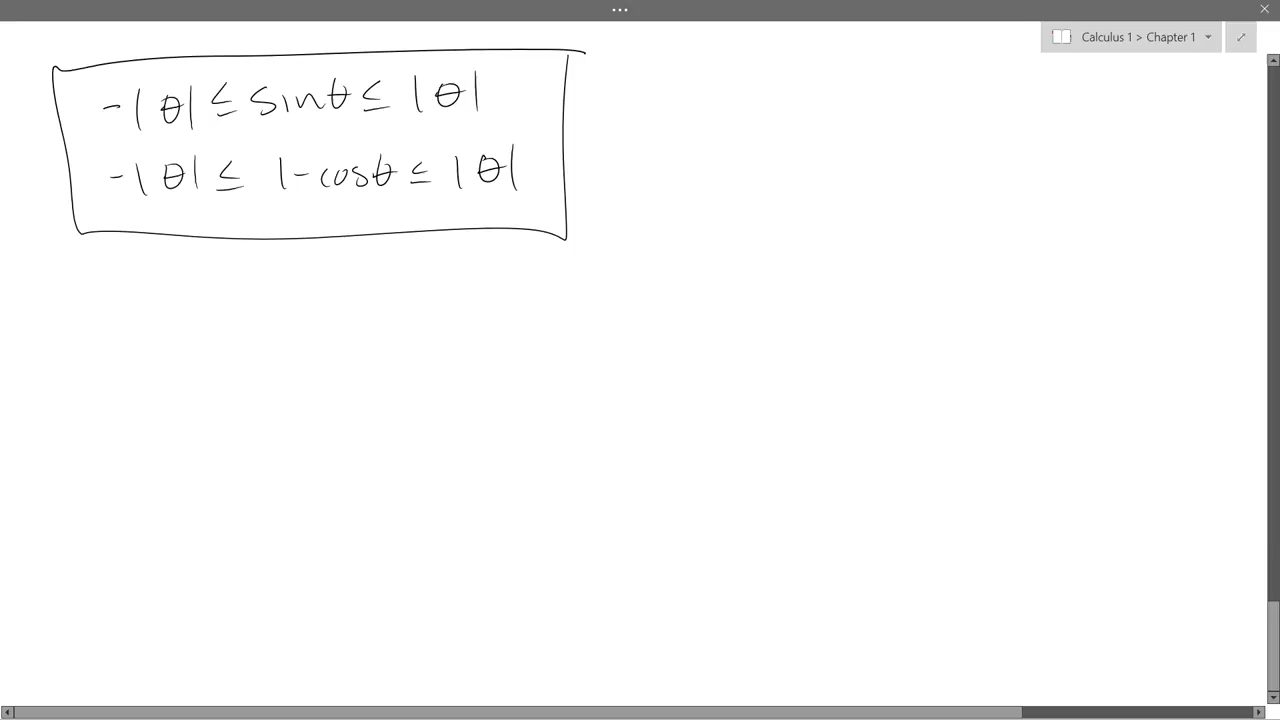 Calculus 1 > Chapter 1
-|θ| ≤ sinθ ≤ |θ|
-|θ| ≤ 1-cosθ ≤ |θ|